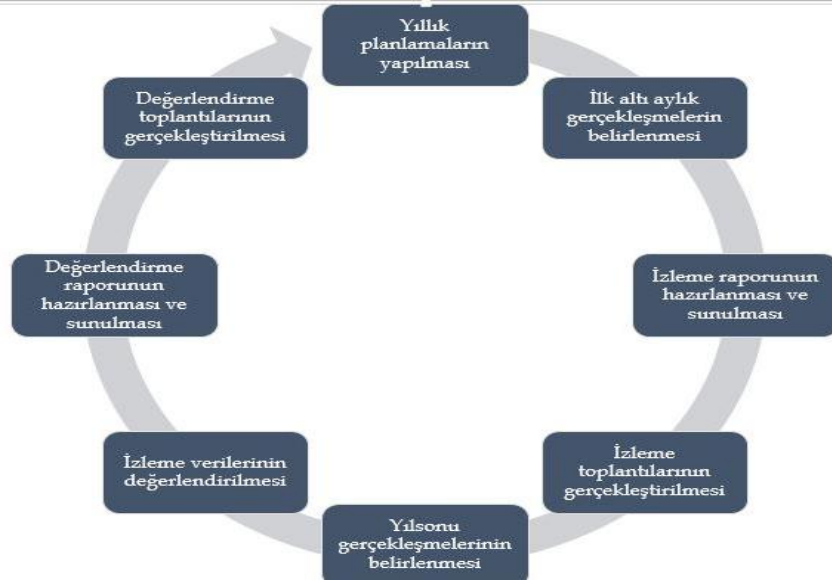 Yıllık
planlamaların
yapılması
İlk altı aylık
gerçekleşmelerin
belirlenmesi
İzleme raporunun
hazırlanması ve
sunulması
İzleme
toplantılarının
gerçekleştirilmesi
Yılsonu
gerçekleşmelerinin
belirlenmesi
İzleme verilerinin
değerlendirilmesi
Değerlendirme
raporunun
hazırlanması ve
sunulması
Değerlendirme
toplantılarının
gerçekleştirilmesi